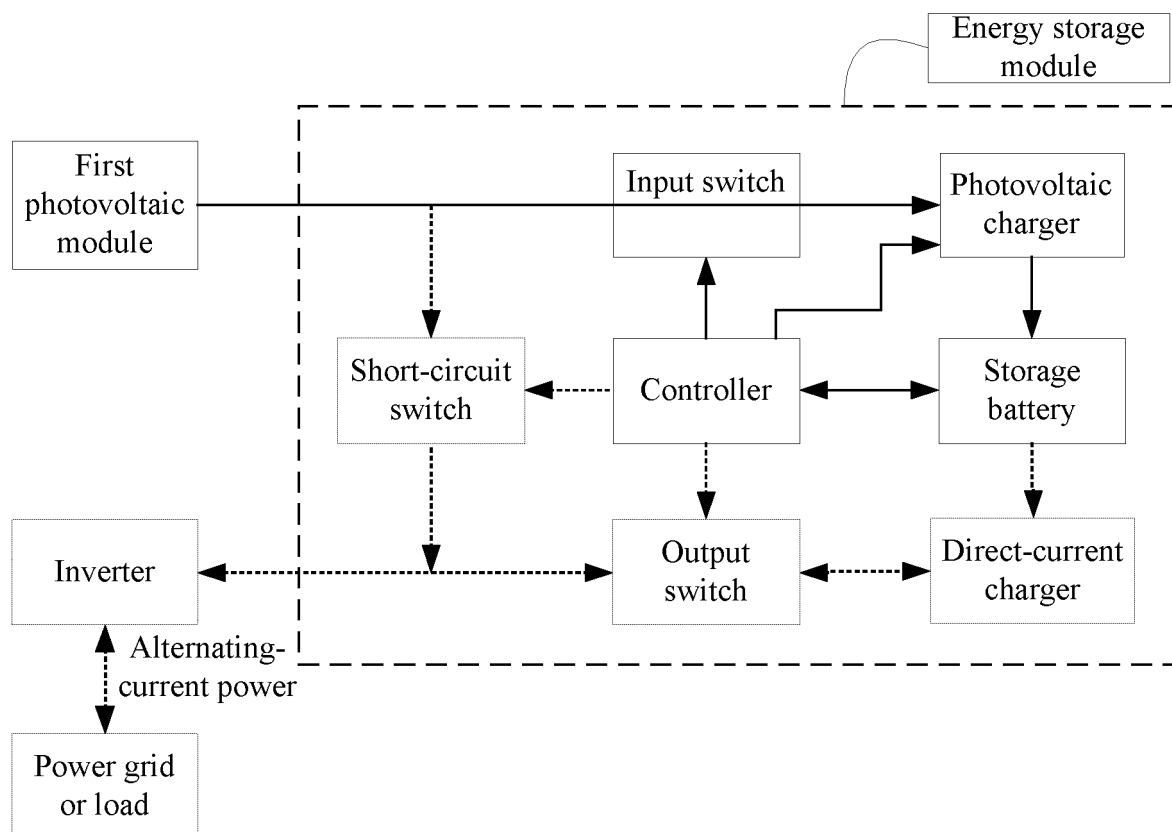 Energy storage
module
First
photovoltaic
module
Input switch
Photovoltaic
charger
Short-circuit
switch
Controller
Storage
battery
Inverter
Output
switch
Direct-current
charger
Alternating-
current power
Power grid
or load